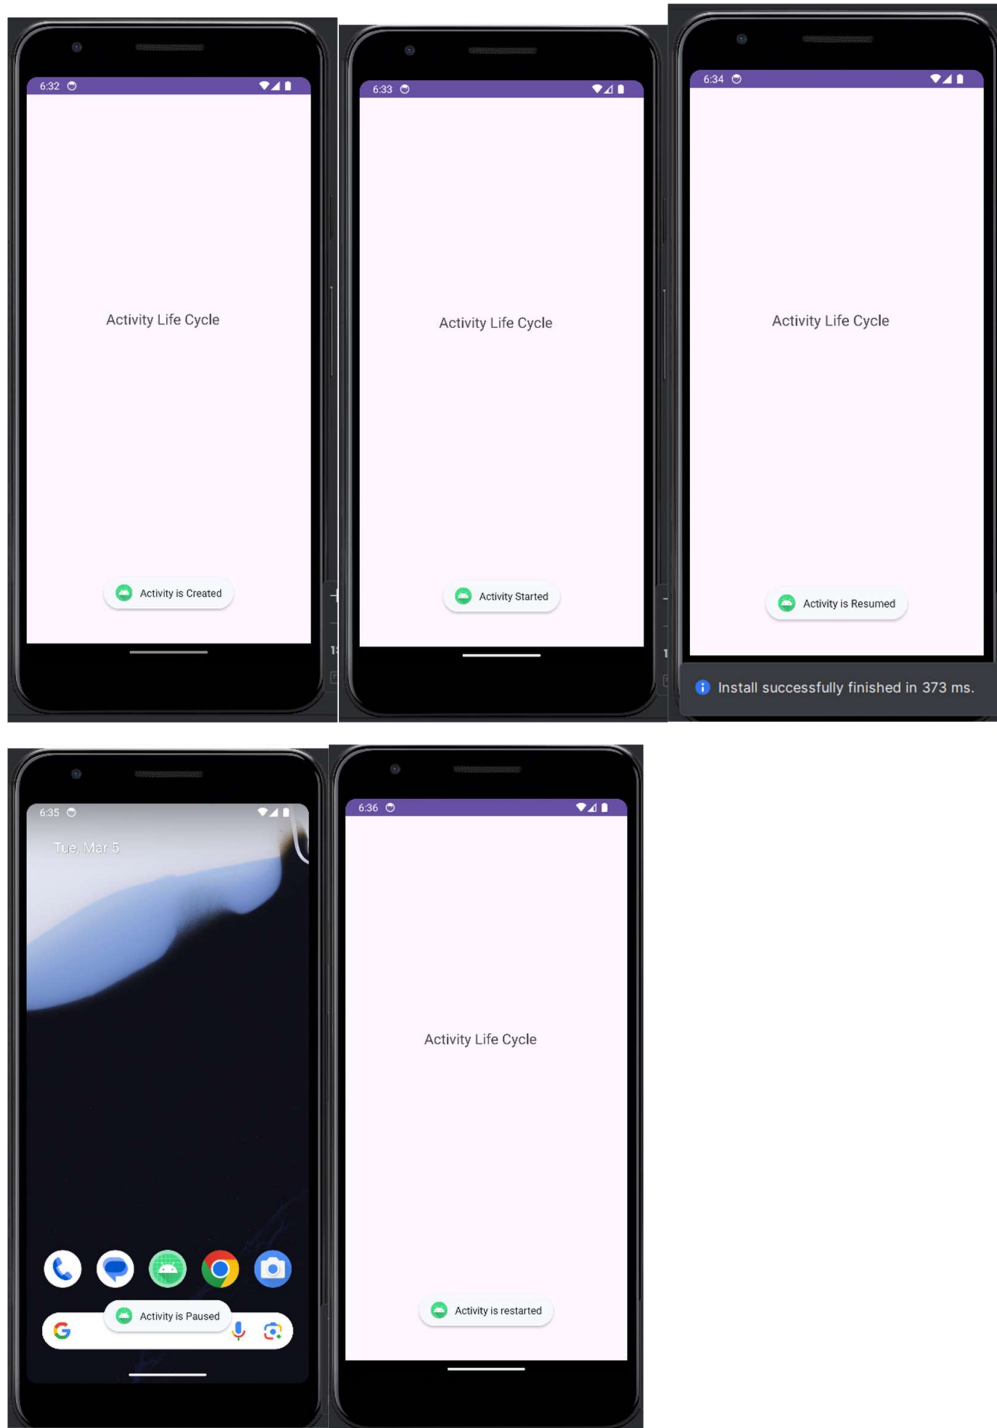 6:32
Activity Life Cycle
Activity is Created
6:33
Activity Life Cycle
Activity Started
6:34
Activity Life Cycle
Activity is Resumed
Install successfully finished in 373 ms.
6:35
Tue, Mar 5
Activity is Paused
6:36
Activity Life Cycle
Activity is restarted